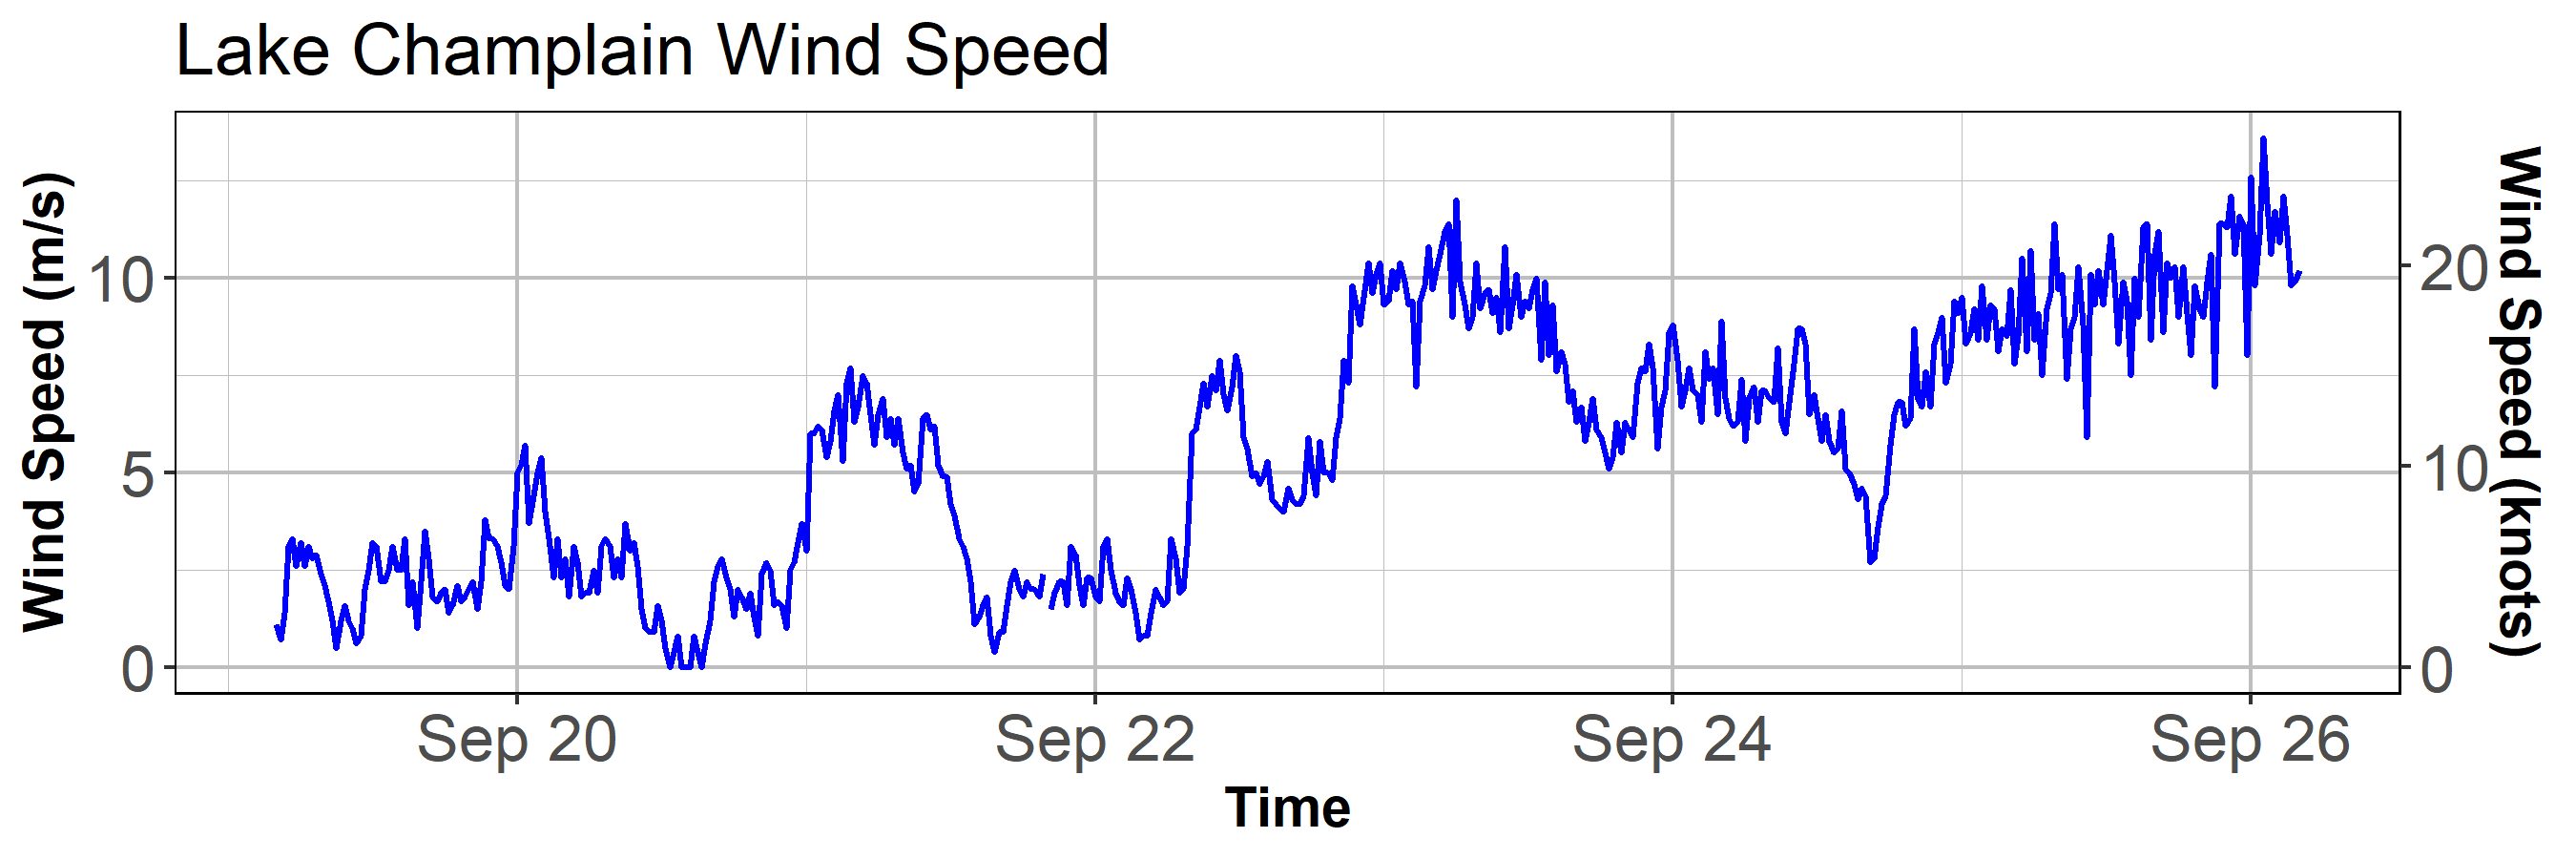 Lake Champlain Wind Speed
Wind Speed (m/s)
10
5
0
20
10
0
Wind Speed (knots)
Sep 20
Sep 22
Sep 24
Sep 26
Time